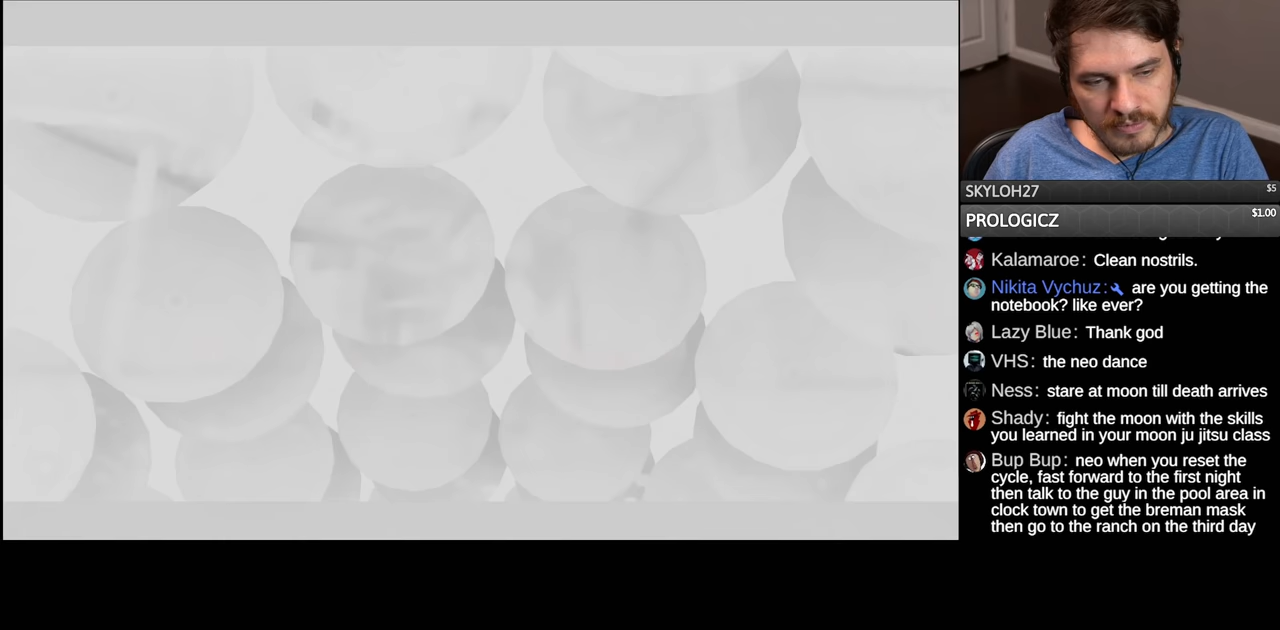 SKYLOH27 $5
PROLOGICZ $1.00
Kalamaroe: Clean nostrils.
Nikita Vychuz: are you getting the
notebook? like ever?
Lazy Blue: Thank god
VHS: the neo dance
Ness: stare at moon till death arrives
Shady: fight the moon with the skills
you learned in your moon ju jitsu class
Bup Bup: neo when you reset the
cycle, fast forward to the first night
then talk to the guy in the pool area in
clock town to get the breman mask
then go to the ranch on the third day